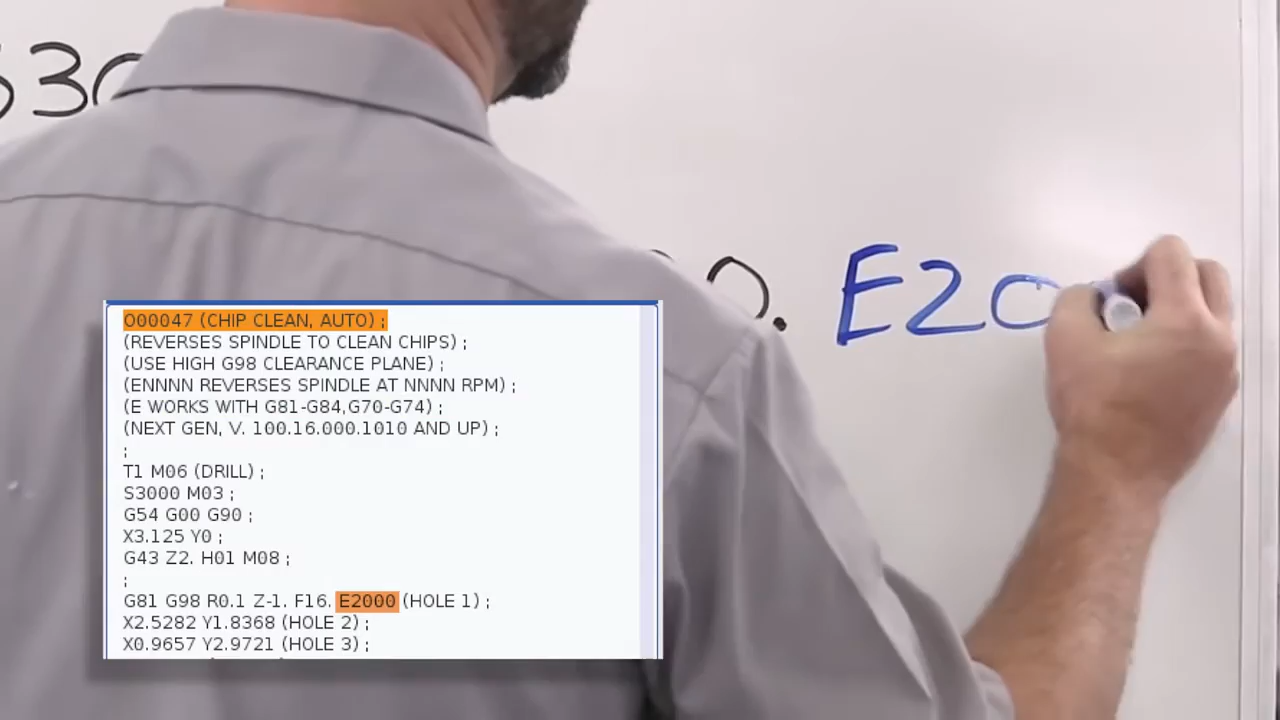 30
0. E20
O00047 (CHIP CLEAN, AUTO) ;
(REVERSES SPINDLE TO CLEAN CHIPS) ;
(USE HIGH G98 CLEARANCE PLANE) ;
(ENNNN REVERSES SPINDLE AT NNNN RPM) ;
(E WORKS WITH G81-G84,G70-G74) ;
(NEXT GEN, V. 100.16.000.1010 AND UP) ;
;
T1 M06 (DRILL) ;
S3000 M03 ;
G54 G00 G90 ;
X3.125 Y0 ;
G43 Z2. H01 M08 ;
;
G81 G98 R0.1 Z-1. F16. E2000 (HOLE 1) ;
X2.5282 Y1.8368 (HOLE 2) ;
X0.9657 Y2.9721 (HOLE 3) ;